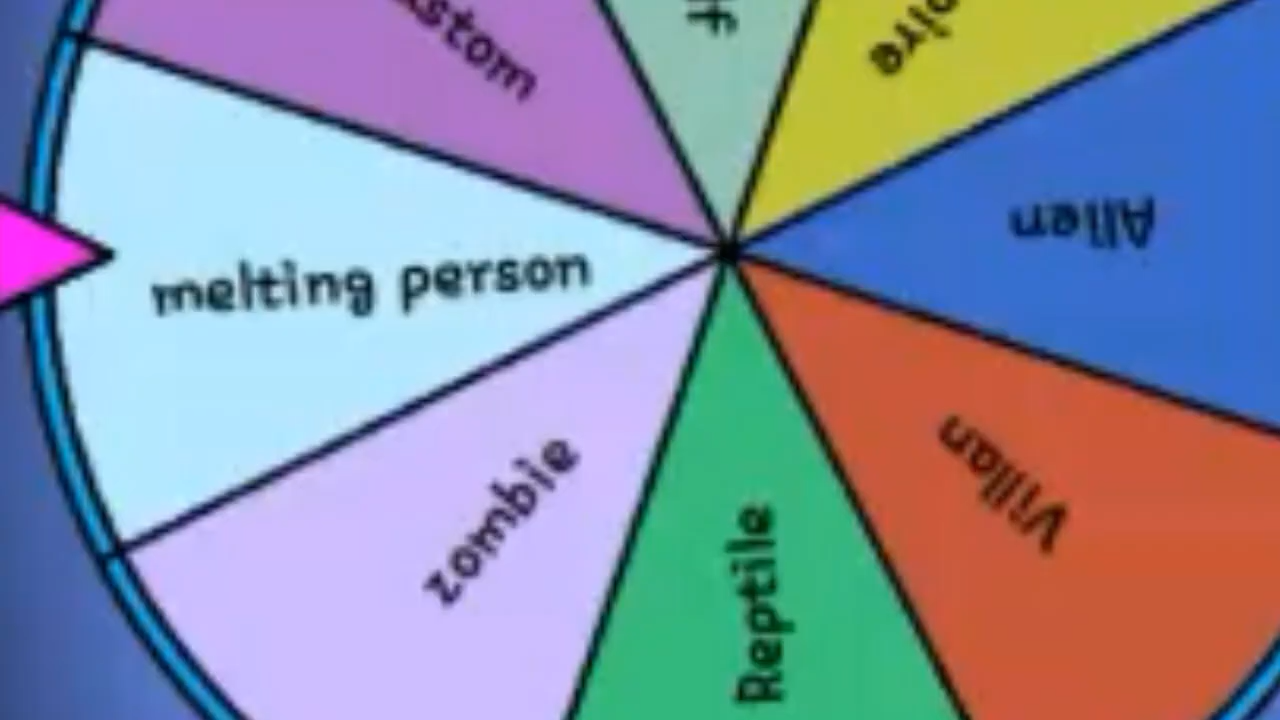 melting person
zombie
Reptile
Villan
Alien